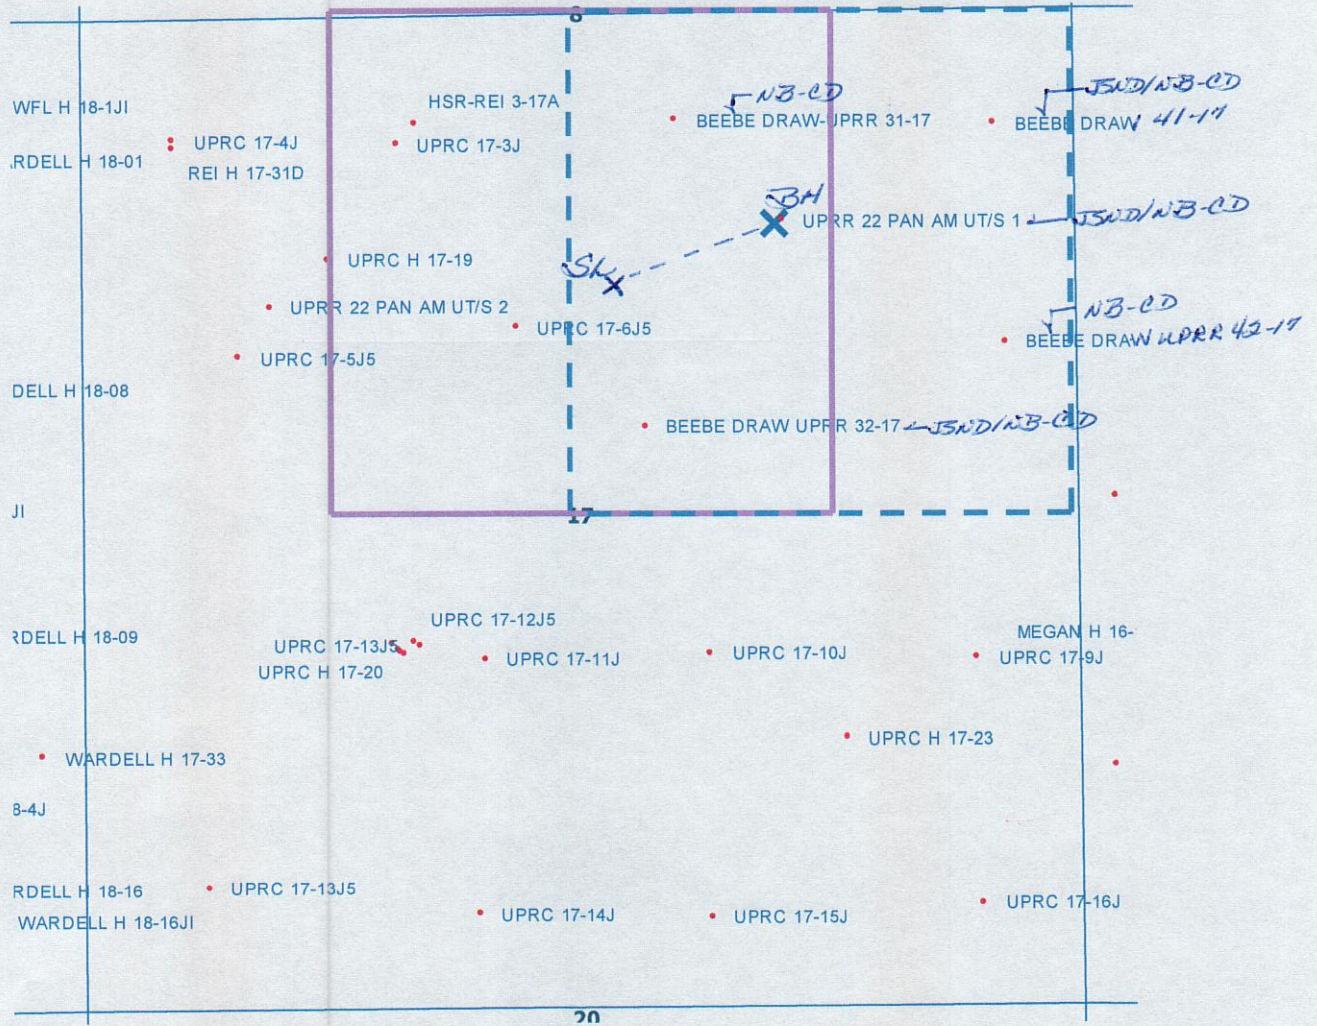 8
WFL H 18-1JI
HSR-REI 3-17A
NB-CD
BEEBE DRAW-UPRR 31-17
JSND/NB-CD
BEEBE DRAW 41-17
UPRC 17-4J
UPRC 17-3J
RDELL H 18-01
REI H 17-31D
BH
UPRR 22 PAN AM UT/S 1
JSND/NB-CD
UPRC H 17-19
SL
UPRR 22 PAN AM UT/S 2
UPRC 17-6J5
NB-CD
BEEBE DRAW UPRR 42-17
UPRC 17-5J5
DELL H 18-08
BEEBE DRAW UPRR 32-17
JSND/NB-CD
JI
17
UPRC 17-12J5
RDELL H 18-09
UPRC 17-13J5
UPRC 17-11J
UPRC 17-10J
MEGAN H 16-
UPRC 17-9J
UPRC H 17-20
UPRC H 17-23
WARDELL H 17-33
8-4J
RDELL H 18-16
UPRC 17-13J5
WARDELL H 18-16JI
UPRC 17-14J
UPRC 17-15J
UPRC 17-16J
20